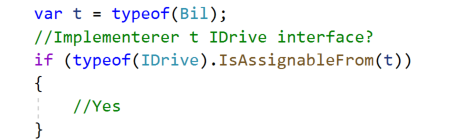 var t = typeof(Bil);
//Implementerer t IDrive interface?
if (typeof(IDrive).IsAssignableFrom(t))
{
//Yes
}